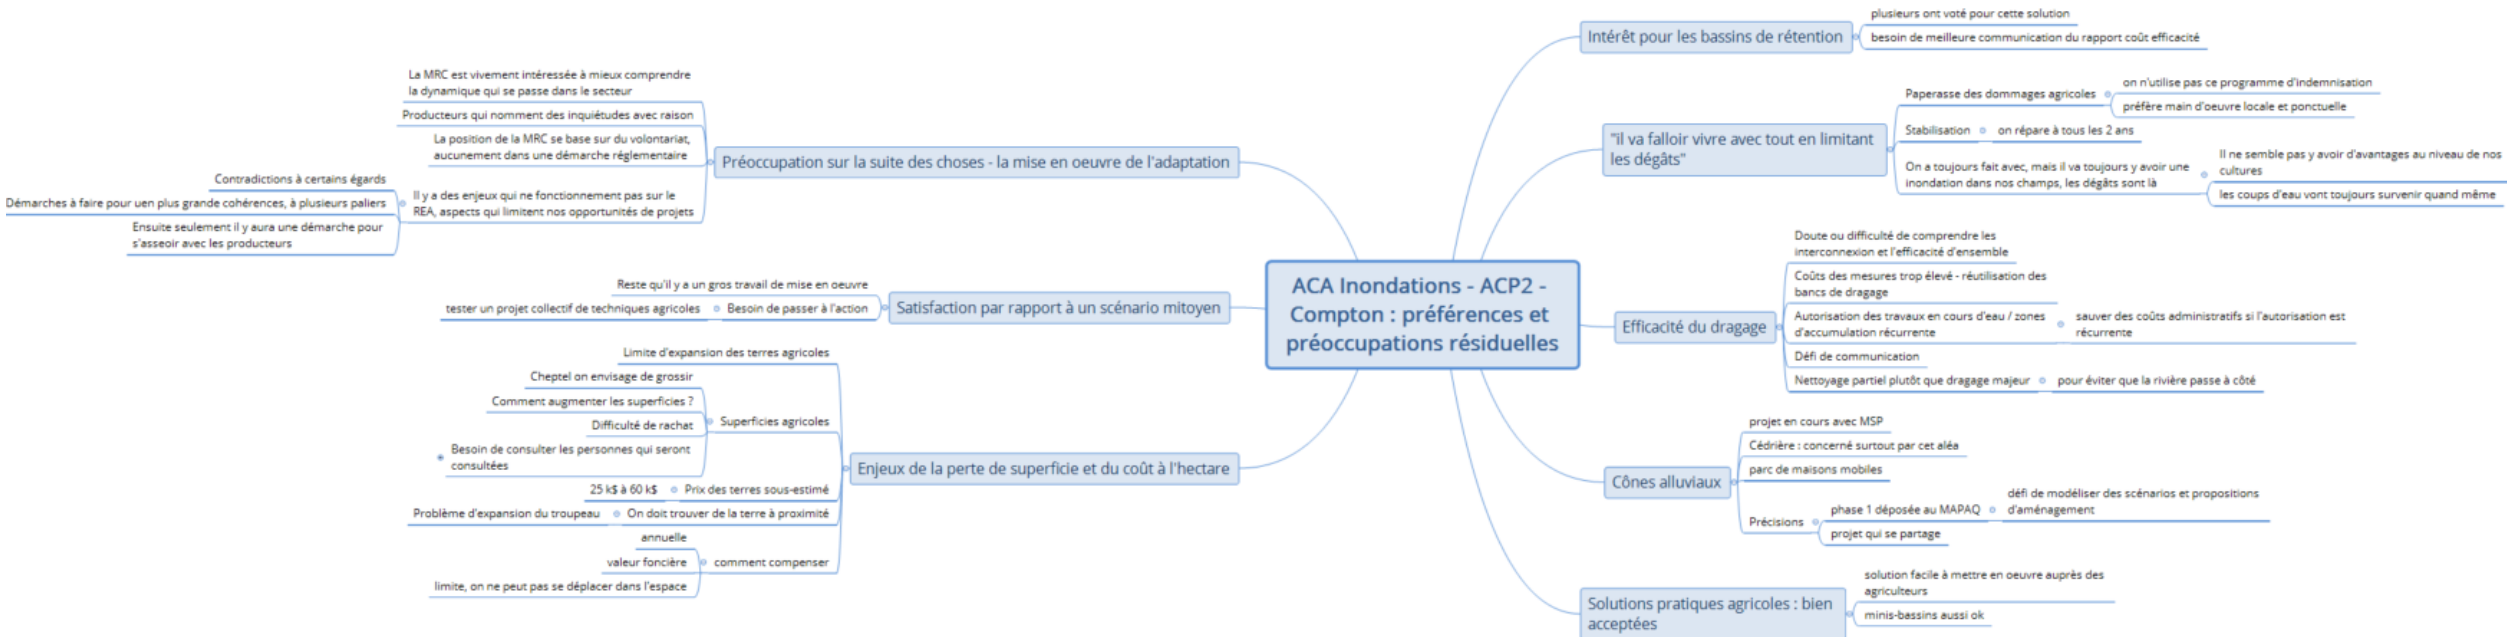 ACA Inondations - ACP2 -
Compton : préférences et
préoccupations résiduelles
Intérêt pour les bassins de rétention
plusieurs ont voté pour cette solution
besoin de meilleure communication du rapport coût efficacité
"il va falloir vivre avec tout en limitant
les dégâts"
Paperasse des dommages agricoles
on n'utilise pas ce programme d'indemnisation
préfère main d'oeuvre locale et ponctuelle
Stabilisation
on répare à tous les 2 ans
On a toujours fait avec, mais il va toujours y avoir une
inondation dans nos champs, les dégâts sont là
Il ne semble pas y avoir d'avantages au niveau de nos
cultures
les coups d'eau vont toujours survenir quand même
Efficacité du dragage
Doute ou difficulté de comprendre les
interconnexion et l'efficacité d'ensemble
Coûts des mesures trop élevé - réutilisation des
bancs de dragage
Autorisation des travaux en cours d'eau / zones
d'accumulation récurrente
sauver des coûts administratifs si l'autorisation est
récurrente
Défi de communication
Nettoyage partiel plutôt que dragage majeur
pour éviter que la rivière passe à côté
Cônes alluviaux
projet en cours avec MSP
Cédrière : concerné surtout par cet aléa
parc de maisons mobiles
Précisions
phase 1 déposée au MAPAQ
défi de modéliser des scénarios et propositions
d'aménagement
projet qui se partage
Solutions pratiques agricoles : bien
acceptées
solution facile à mettre en oeuvre auprès des
agriculteurs
minis-bassins aussi ok
Préoccupation sur la suite des choses - la mise en oeuvre de l'adaptation
La MRC est vivement intéressée à mieux comprendre
la dynamique qui se passe dans le secteur
Producteurs qui nomment des inquiétudes avec raison
La position de la MRC se base sur du volontariat,
aucunement dans une démarche réglementaire
Il y a des enjeux qui ne fonctionnement pas sur le
REA, aspects qui limitent nos opportunités de projets
Contradictions à certains égards
Démarches à faire pour uen plus grande cohérences, à plusieurs paliers
Ensuite seulement il y aura une démarche pour
s'asseoir avec les producteurs
Satisfaction par rapport à un scénario mitoyen
Reste qu'il y a un gros travail de mise en oeuvre
Besoin de passer à l'action
tester un projet collectif de techniques agricoles
Enjeux de la perte de superficie et du coût à l'hectare
Limite d'expansion des terres agricoles
Superficies agricoles
Cheptel on envisage de grossir
Comment augmenter les superficies ?
Difficulté de rachat
Besoin de consulter les personnes qui seront
consultées
Prix des terres sous-estimé
25 k$ à 60 k$
On doit trouver de la terre à proximité
Problème d'expansion du troupeau
comment compenser
annuelle
valeur foncière
limite, on ne peut pas se déplacer dans l'espace